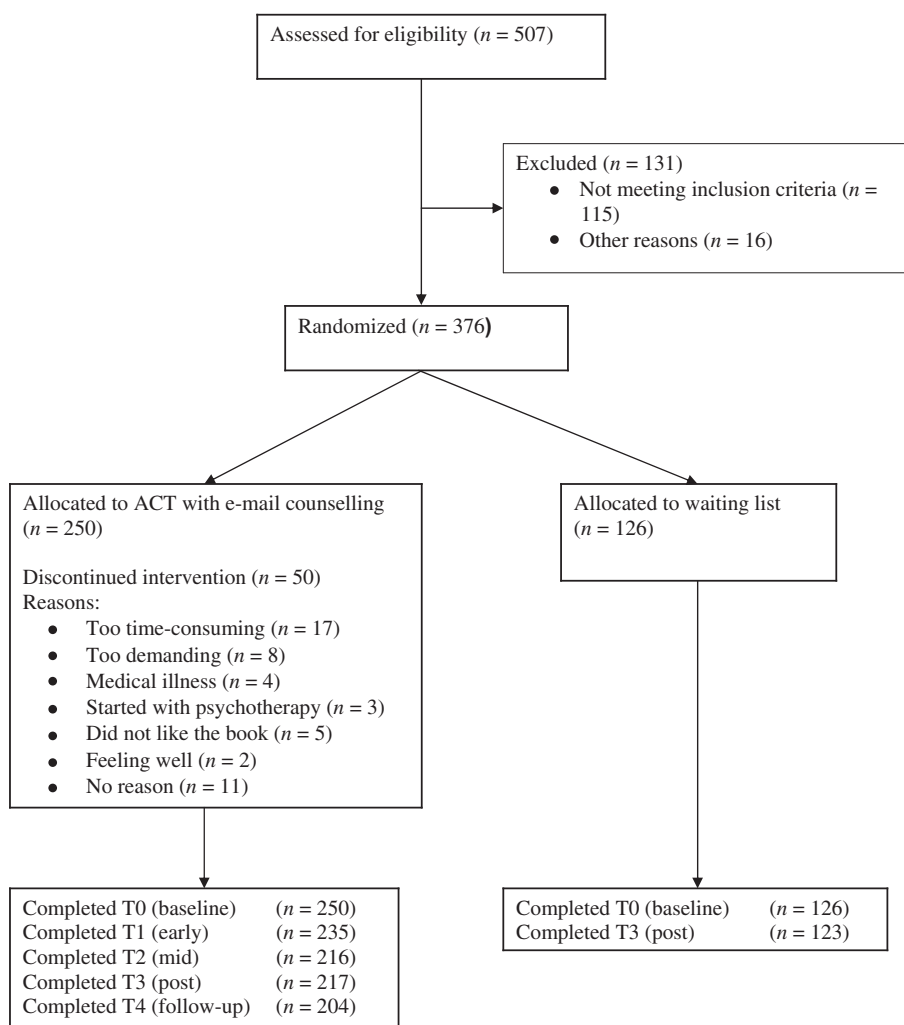 Assessed for eligibility (n = 507)
Excluded (n = 131)
● Not meeting inclusion criteria (n =
115)
● Other reasons (n = 16)
Randomized (n = 376)
Allocated to ACT with e-mail counselling
(n = 250)
Discontinued intervention (n = 50)
Reasons:
● Too time-consuming (n = 17)
● Too demanding (n = 8)
● Medical illness (n = 4)
● Started with psychotherapy (n = 3)
● Did not like the book (n = 5)
● Feeling well (n = 2)
● No reason (n = 11)
Allocated to waiting list
(n = 126)
Completed T0 (baseline) (n = 250)
Completed T1 (early) (n = 235)
Completed T2 (mid) (n = 216)
Completed T3 (post) (n = 217)
Completed T4 (follow-up) (n = 204)
Completed T0 (baseline) (n = 126)
Completed T3 (post) (n = 123)